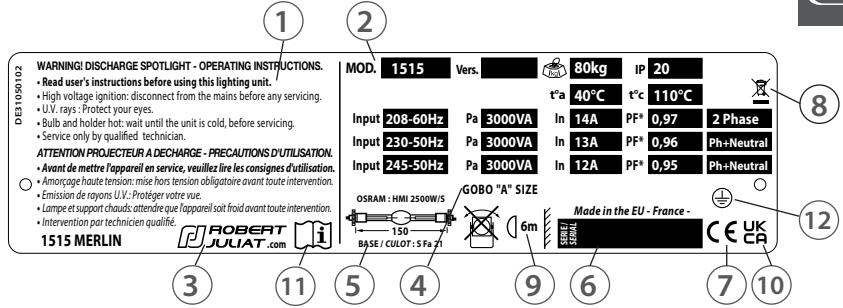 1
2
DE31050102
WARNING! DISCHARGE SPOTLIGHT - OPERATING INSTRUCTIONS.
• Read user's instructions before using this lighting unit.
• High voltage ignition: disconnect from the mains before any servicing.
• U.V. rays : Protect your eyes.
• Bulb and holder hot: wait until the unit is cold, before servicing.
• Service only by qualified technician.
ATTENTION PROJECTEUR A DECHARGE - PRECAUTIONS D'UTILISATION.
• Avant de mettre l'appareil en service, veuillez lire les consignes d'utilisation.
• Amorçage haute tension: mise hors tension obligatoire avant toute intervention.
• Emission de rayons U.V.: Protéger votre vue.
• Lampe et support chauds: attendre que l'appareil soit froid avant toute intervention.
• Intervention par technicien qualifié.
1515 MERLIN
ROBERT
JULIAT.com
i
MOD. 1515 Vers. kg 80kg IP 20
t°a 40°C t°c 110°C
Input 208-60Hz Pa 3000VA In 14A PF* 0,97 2 Phase
Input 230-50Hz Pa 3000VA In 13A PF* 0,96 Ph+Neutral
Input 245-50Hz Pa 3000VA In 12A PF* 0,95 Ph+Neutral
8
OSRAM : HMI 2500W/S
150
BASE / CULOT : S Fa 21
GOBO "A" SIZE
6m
Made in the EU - France -
SERIE/
SERIAL
CE UK
CA
12
3
11
5
4
9
6
7
10